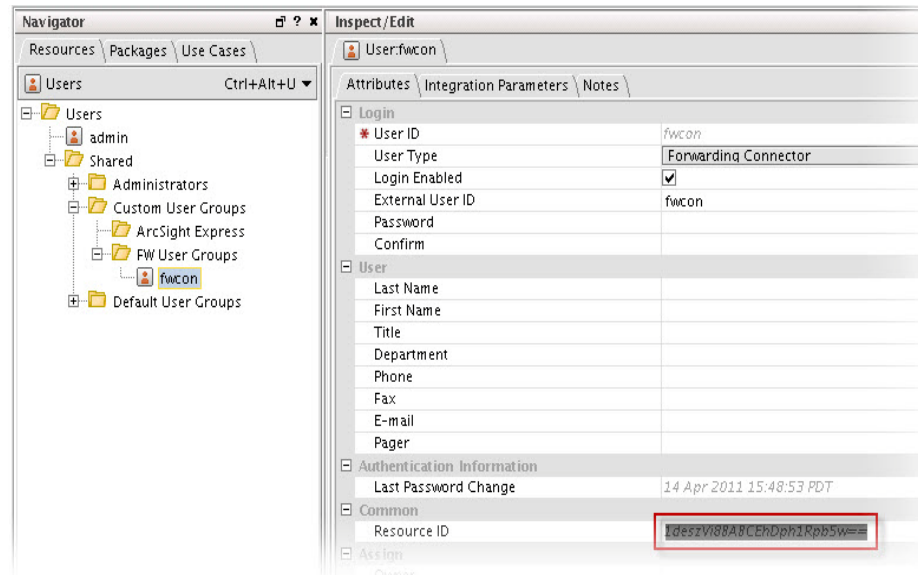 Navigator
Resources Packages Use Cases
Users Ctrl+Alt+U
Users
admin
Shared
Administrators
Custom User Groups
ArcSight Express
FW User Groups
fwcon
Default User Groups
Inspect/Edit
User:fwcon
Attributes Integration Parameters Notes
Login
* User ID fwcon
User Type Forwarding Connector
Login Enabled
External User ID fwcon
Password
Confirm
User
Last Name
First Name
Title
Department
Phone
Fax
E-mail
Pager
Authentication Information
Last Password Change 14 Apr 2011 15:48:53 PDT
Common
Resource ID 1deszVi88ABCEhDph1Rpb5w==
Assign
Owner